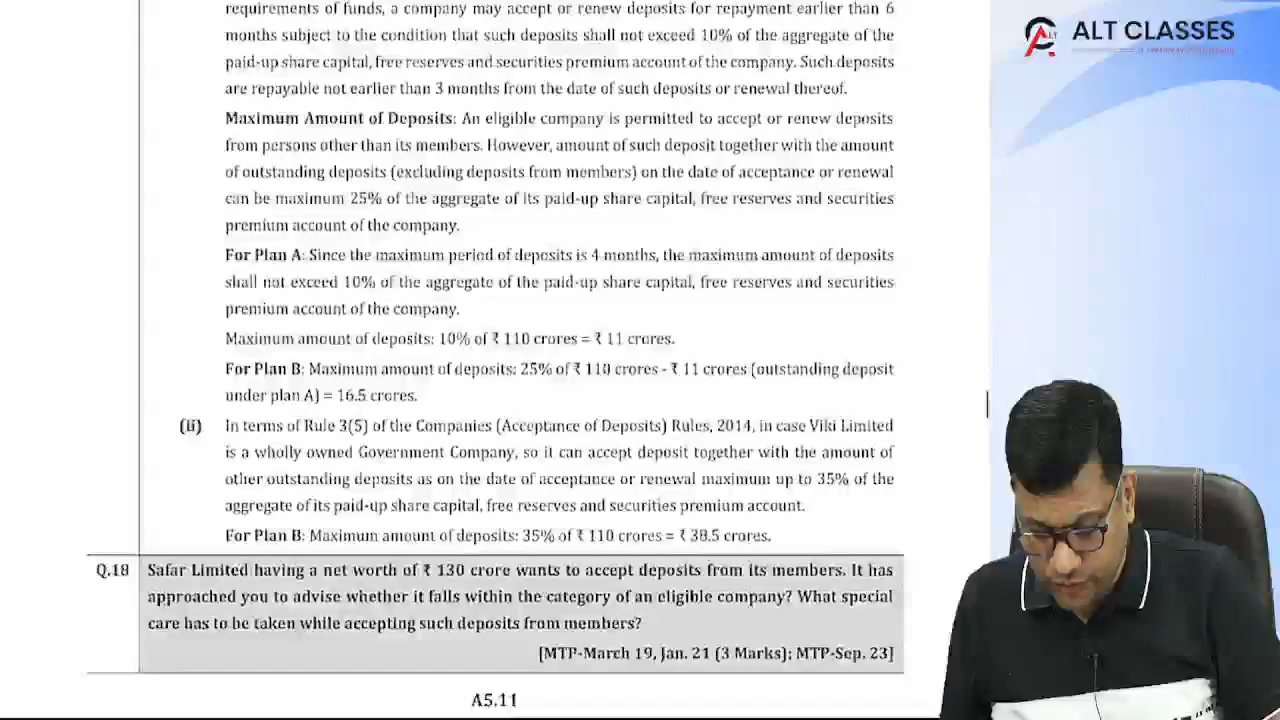 requirements of funds, a company may accept or renew deposits for repayment earlier than 6
months subject to the condition that such deposits shall not exceed 10% of the aggregate of the
paid-up share capital, free reserves and securities premium account of the company. Such deposits
are repayable not earlier than 3 months from the date of such deposits or renewal thereof.
Maximum Amount of Deposits: An eligible company is permitted to accept or renew deposits
from persons other than its members. However, amount of such deposit together with the amount
of outstanding deposits (excluding deposits from members) on the date of acceptance or renewal
can be maximum 25% of the aggregate of its paid-up share capital, free reserves and securities
premium account of the company.
For Plan A: Since the maximum period of deposits is 4 months, the maximum amount of deposits
shall not exceed 10% of the aggregate of the paid-up share capital, free reserves and securities
premium account of the company.
Maximum amount of deposits: 10% of ₹ 110 crores = ₹ 11 crores.
For Plan B: Maximum amount of deposits: 25% of ₹ 110 crores - ₹ 11 crores (outstanding deposit
under plan A) = 16.5 crores.
(ii) In terms of Rule 3(5) of the Companies (Acceptance of Deposits) Rules, 2014, in case Viki Limited
is a wholly owned Government Company, so it can accept deposit together with the amount of
other outstanding deposits as on the date of acceptance or renewal maximum up to 35% of the
aggregate of its paid-up share capital, free reserves and securities premium account.
For Plan B: Maximum amount of deposits: 35% of ₹ 110 crores = ₹ 38.5 crores.
Q.18 Safar Limited having a net worth of ₹ 130 crore wants to accept deposits from its members. It has
approached you to advise whether it falls within the category of an eligible company? What special
care has to be taken while accepting such deposits from members?
[MTP-March 19, Jan. 21 (3 Marks); MTP-Sep. 23]
A5.11
ALT CLASSES